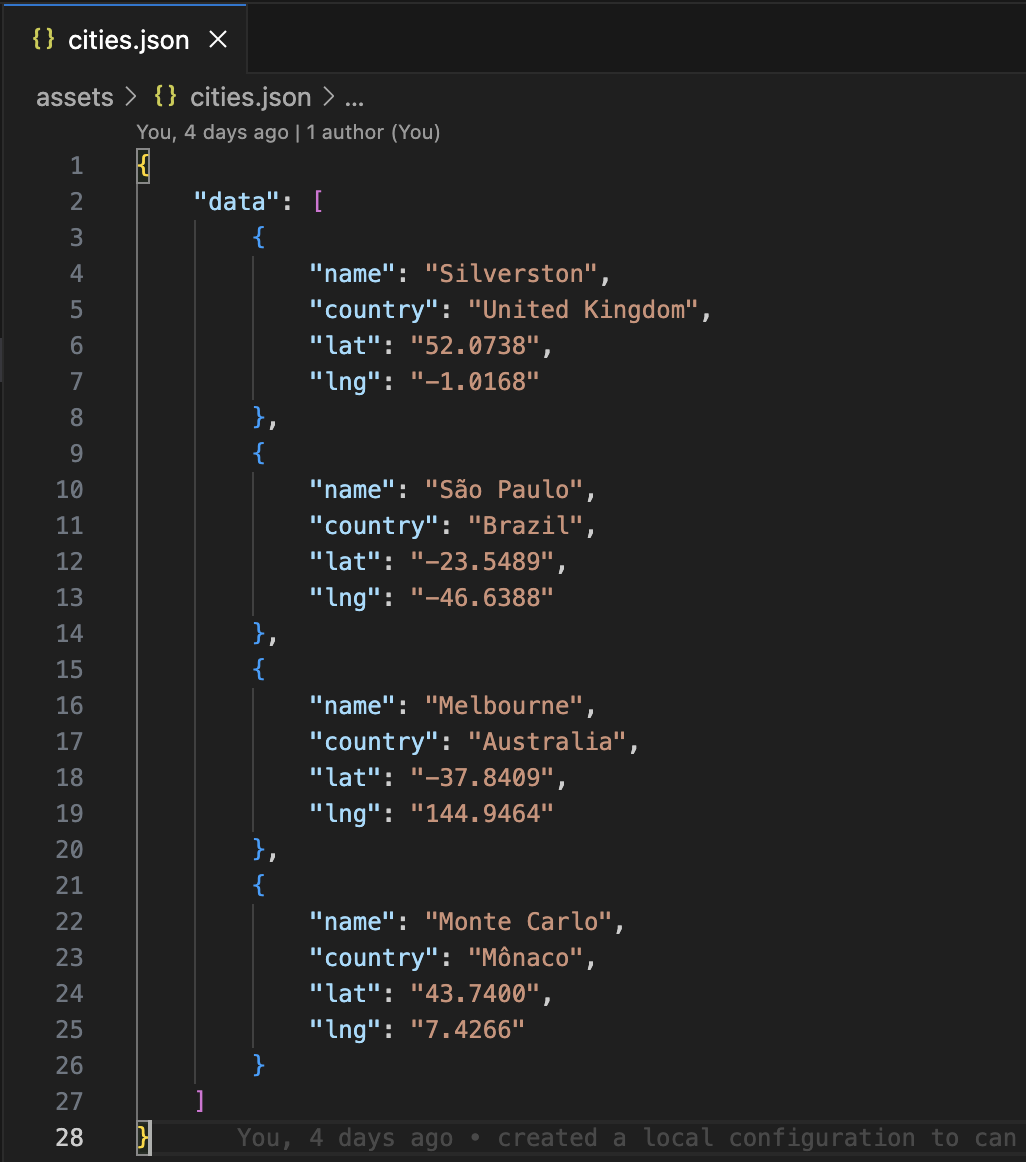 {} cities.json ×
assets > {} cities.json > ...
You, 4 days ago | 1 author (You)
1 {
2 "data": [
3 {
4 "name": "Silverston",
5 "country": "United Kingdom",
6 "lat": "52.0738",
7 "lng": "-1.0168"
8 },
9 {
10 "name": "São Paulo",
11 "country": "Brazil",
12 "lat": "-23.5489",
13 "lng": "-46.6388"
14 },
15 {
16 "name": "Melbourne",
17 "country": "Australia",
18 "lat": "-37.8409",
19 "lng": "144.9464"
20 },
21 {
22 "name": "Monte Carlo",
23 "country": "Mônaco",
24 "lat": "43.7400",
25 "lng": "7.4266"
26 }
27 ]
28 } You, 4 days ago • created a local configuration to can